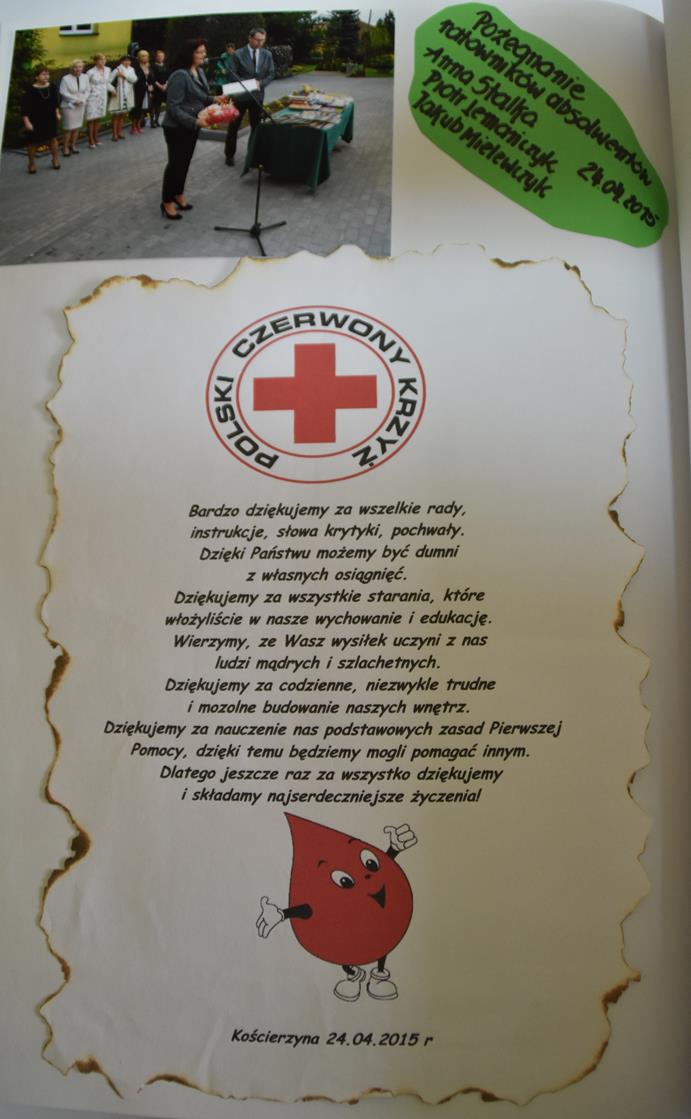 Pożegnanie
ratowników absolwentów
Anna Stalka
Piotr Lemańczyk 24.04.2015
Jakub Mielewczyk
POLSKI CZERWONY KRZYŻ
Bardzo dziękujemy za wszelkie rady,
instrukcje, słowa krytyki, pochwały.
Dzięki Państwu możemy być dumni
z własnych osiągnięć.
Dziękujemy za wszystkie starania, które
włożyliście w nasze wychowanie i edukację.
Wierzymy, ze Wasz wysiłek uczyni z nas
ludzi mądrych i szlachetnych.
Dziękujemy za codzienne, niezwykle trudne
i mozolne budowanie naszych wnętrz.
Dziękujemy za nauczenie nas podstawowych zasad Pierwszej
Pomocy, dzięki temu będziemy mogli pomagać innym.
Dlatego jeszcze raz za wszystko dziękujemy
i składamy najserdeczniejsze życzenia!
Kościerzyna 24.04.2015 r